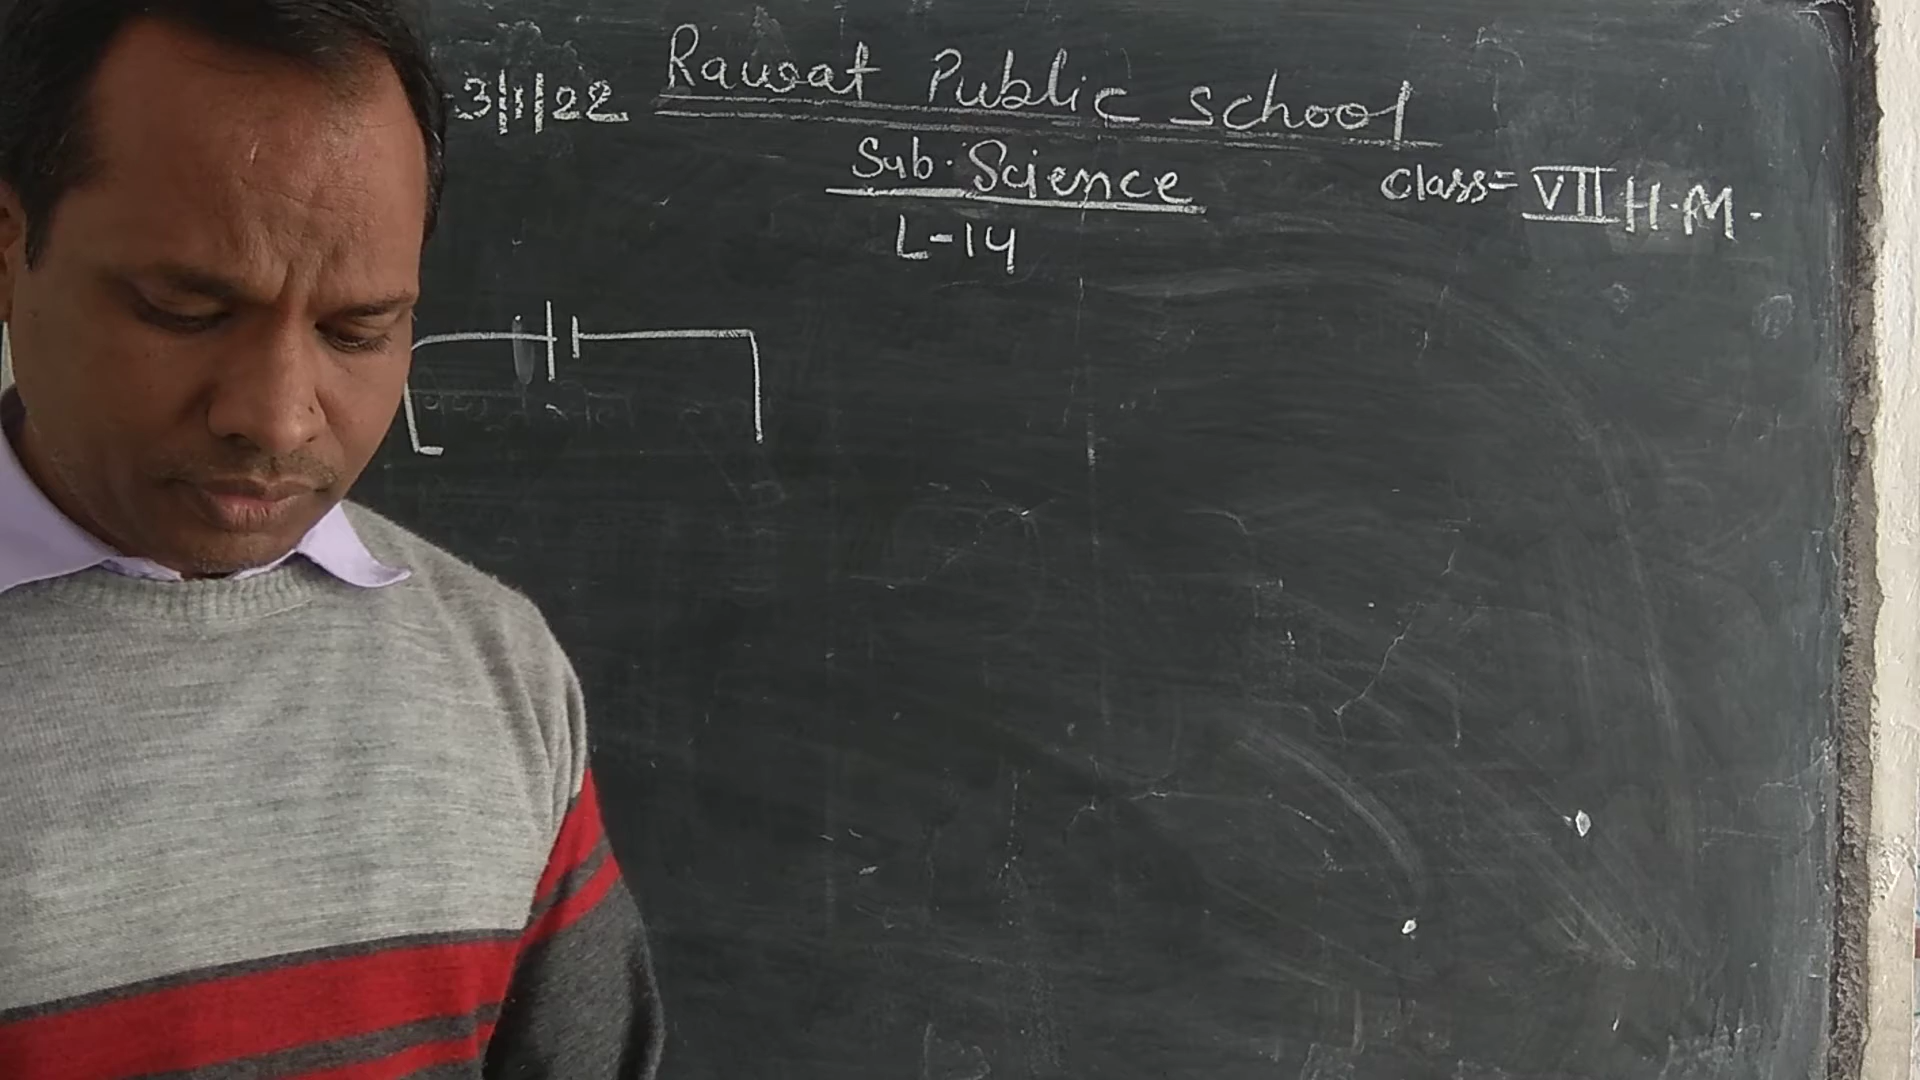 3/1/22 Rawat Public School
Sub. Science
Class = VII H.M.
L-14